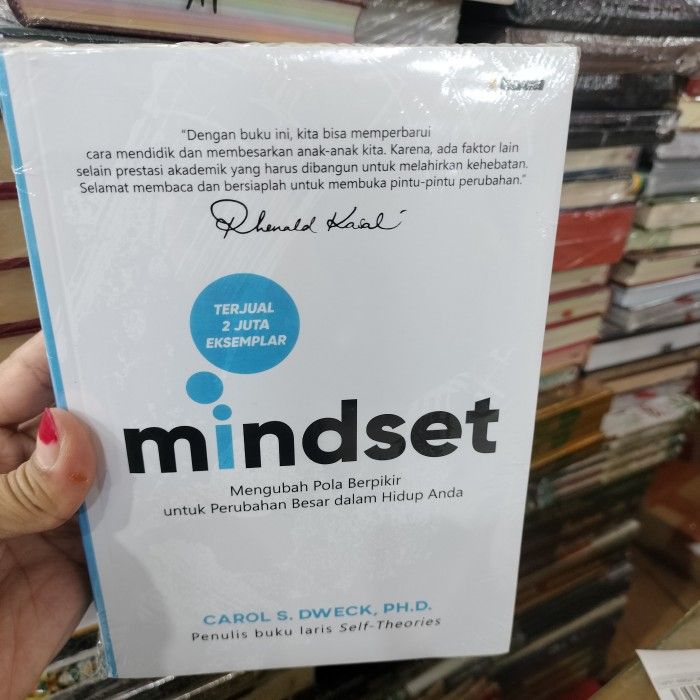 “Dengan buku ini, kita bisa memperbarui
cara mendidik dan membesarkan anak-anak kita. Karena, ada faktor lain
selain prestasi akademik yang harus dibangun untuk melahirkan kehebatan.
Selamat membaca dan bersiaplah untuk membuka pintu-pintu perubahan.”
Rhenald Kasali
TERJUAL
2 JUTA
EKSEMPLAR
mindset
Mengubah Pola Berpikir
untuk Perubahan Besar dalam Hidup Anda
CAROL S. DWECK, PH.D.
Penulis buku laris Self-Theories